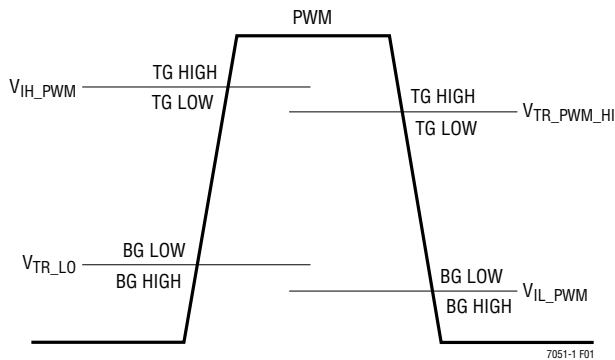 PWM
TG HIGH
V_IH_PWM
TG LOW
TG HIGH
V_TR_PWM_HI
TG LOW
BG LOW
V_TR_LO
BG HIGH
BG LOW
V_IL_PWM
BG HIGH
7051-1 F01